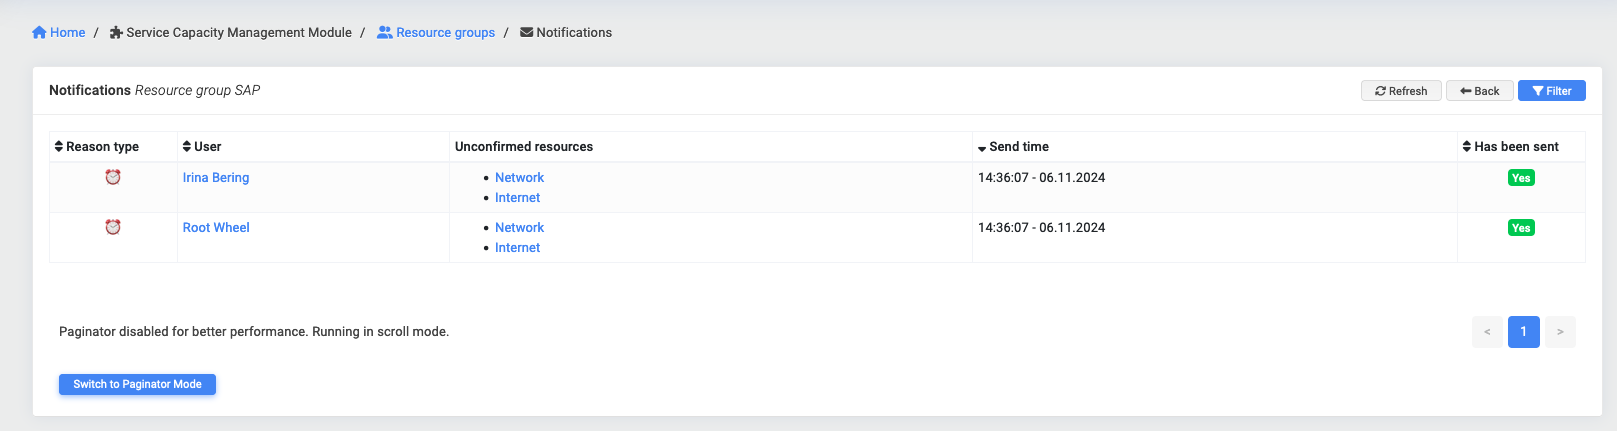 Home / Service Capacity Management Module / Resource groups / Notifications
Notifications Resource group SAP
Refresh Back Filter
Reason type User Unconfirmed resources Send time Has been sent
Irina Bering Network 14:36:07 - 06.11.2024 Yes
Internet
Root Wheel Network 14:36:07 - 06.11.2024 Yes
Internet
Paginator disabled for better performance. Running in scroll mode. < 1 >
Switch to Paginator Mode